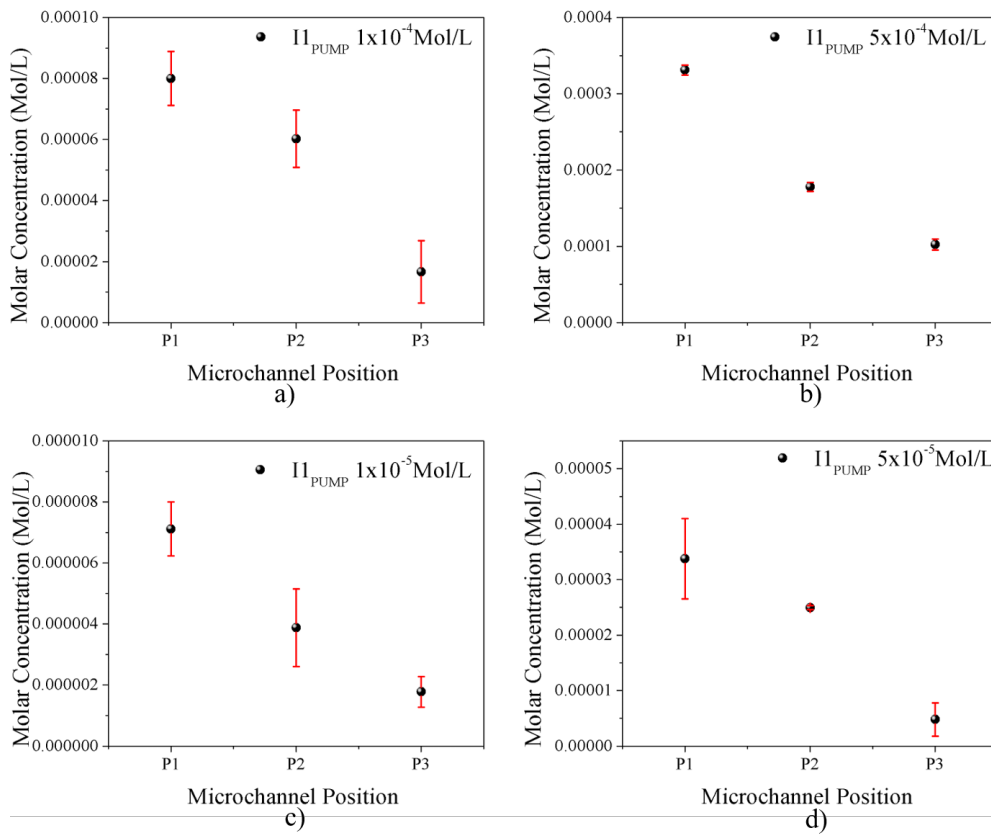 0.00010
0.00008
0.00006
0.00004
0.00002
0.00000
Molar Concentration (Mol/L)
I1PUMP 1x10⁻⁴Mol/L
P1 P2 P3
Microchannel Position
a)
0.0004
0.0003
0.0002
0.0001
0.0000
Molar Concentration (Mol/L)
I1PUMP 5x10⁻⁴Mol/L
P1 P2 P3
Microchannel Position
b)
0.000010
0.000008
0.000006
0.000004
0.000002
0.000000
Molar Concentration (Mol/L)
I1PUMP 1x10⁻⁵Mol/L
P1 P2 P3
Microchannel Position
c)
0.00005
0.00004
0.00003
0.00002
0.00001
0.00000
Molar Concentration (Mol/L)
I1PUMP 5x10⁻⁵Mol/L
P1 P2 P3
Microchannel Position
d)